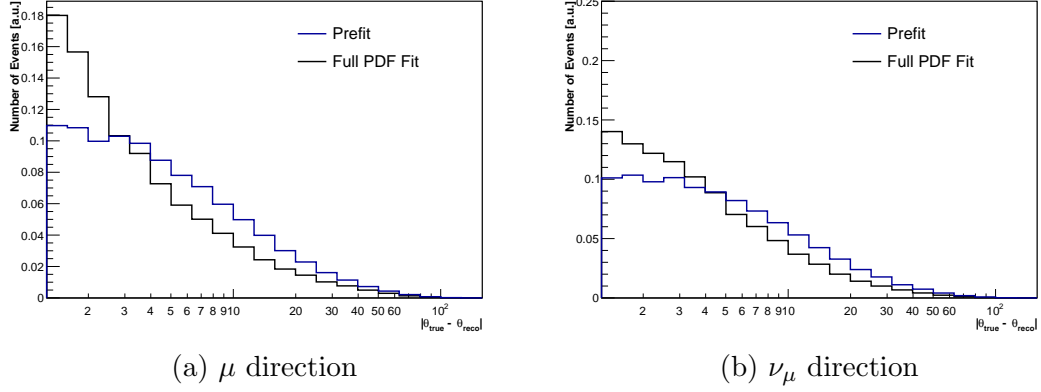 Number of Events [a.u.]
0.18
0.16
0.14
0.12
0.1
0.08
0.06
0.04
0.02
0
Prefit
Full PDF Fit
2 3 4 5 6 7 8 910 20 30 40 50 60 10²
|θtrue - θreco|
(a) μ direction
Number of Events [a.u.]
0.25
0.2
0.15
0.1
0.05
0
Prefit
Full PDF Fit
2 3 4 5 6 7 8 910 20 30 40 50 60 10²
|θtrue - θreco|
(b) νμ direction